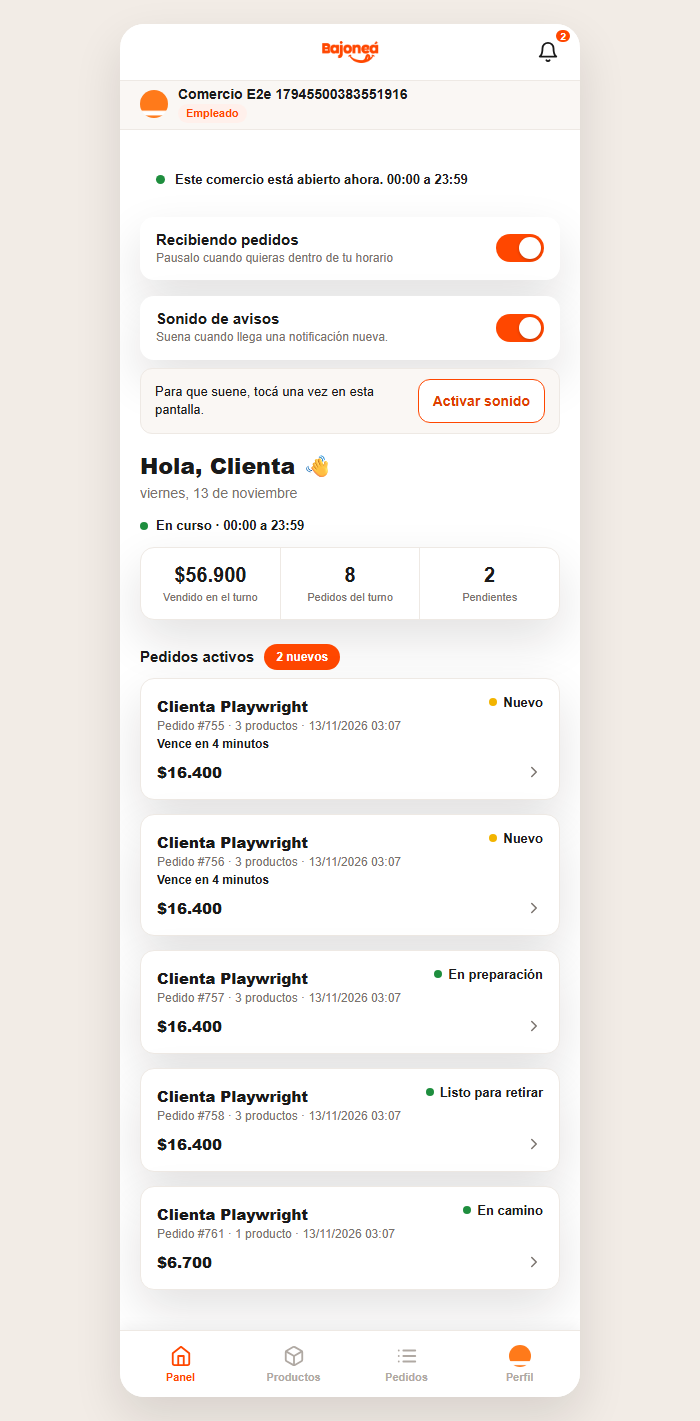 Bajoneá
2
Comercio E2e 17945500383551916
Empleado
Este comercio está abierto ahora. 00:00 a 23:59
Recibiendo pedidos
Pausalo cuando quieras dentro de tu horario
Sonido de avisos
Suena cuando llega una notificación nueva.
Para que suene, tocá una vez en esta
pantalla.
Activar sonido
Hola, Clienta 👋
viernes, 13 de noviembre
En curso · 00:00 a 23:59
$56.900
Vendido en el turno
8
Pedidos del turno
2
Pendientes
Pedidos activos
2 nuevos
Clienta Playwright
Nuevo
Pedido #755 · 3 productos · 13/11/2026 03:07
Vence en 4 minutos
$16.400
Clienta Playwright
Nuevo
Pedido #756 · 3 productos · 13/11/2026 03:07
Vence en 4 minutos
$16.400
Clienta Playwright
En preparación
Pedido #757 · 3 productos · 13/11/2026 03:07
$16.400
Clienta Playwright
Listo para retirar
Pedido #758 · 3 productos · 13/11/2026 03:07
$16.400
Clienta Playwright
En camino
Pedido #761 · 1 producto · 13/11/2026 03:07
$6.700
Panel
Productos
Pedidos
Perfil